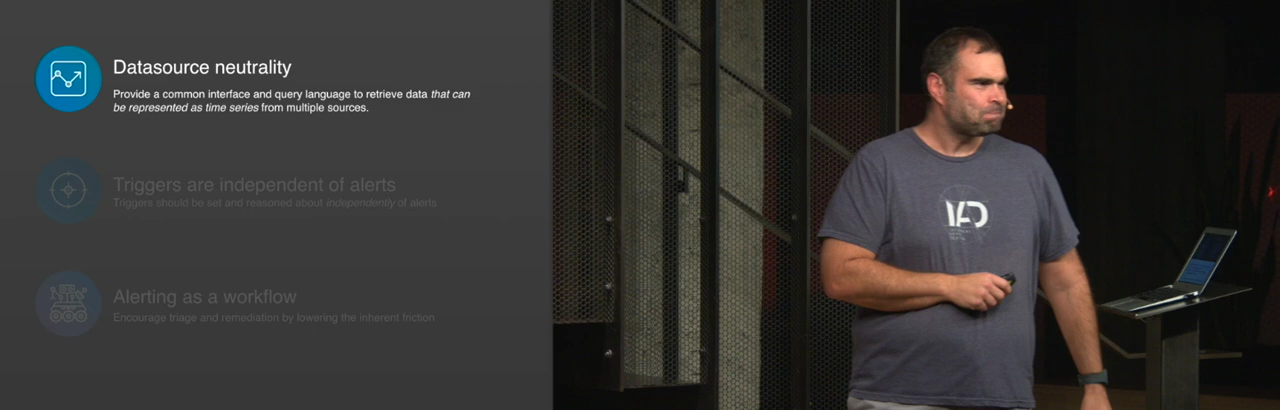 Datasource neutrality
Provide a common interface and query language to retrieve data that can
be represented as time series from multiple sources.
Triggers are independent of alerts
Triggers should be set and reasoned about independently of alerts
Alerting as a workflow
Encourage triage and remediation by lowering the inherent friction
IAD